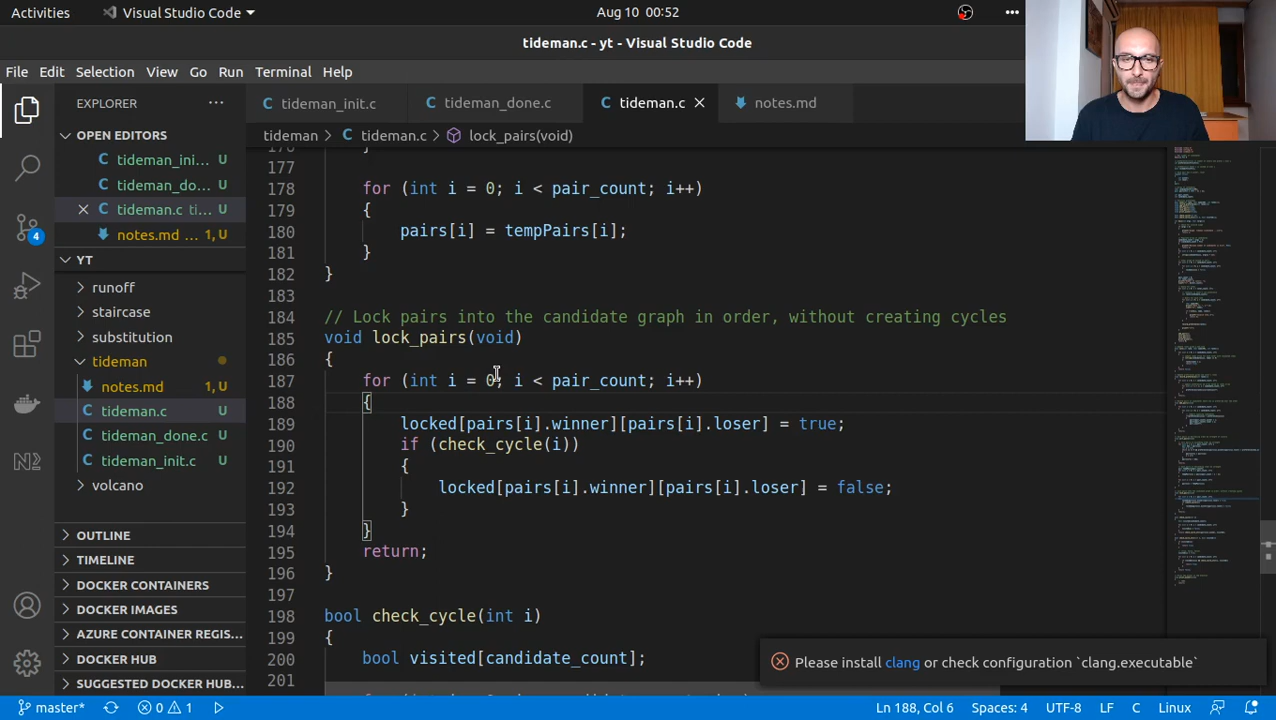 Activities
Visual Studio Code
Aug 10 00:52
tideman.c - yt - Visual Studio Code
File Edit Selection View Go Run Terminal Help
EXPLORER
OPEN EDITORS
tideman_ini... U
tideman_do... U
tideman.c ti... U
notes.md ... 1, U
YT
runoff
staircase
substitution
tideman
notes.md 1, U
tideman.c U
tideman_done.c U
tideman_init.c U
volcano
OUTLINE
TIMELINE
DOCKER CONTAINERS
DOCKER IMAGES
AZURE CONTAINER REGIS...
DOCKER HUB
SUGGESTED DOCKER HUB...
4
tideman_init.c
tideman_done.c
tideman.c
notes.md
tideman > tideman.c > lock_pairs(void)
176 }
177
178 for (int i = 0; i < pair_count; i++)
179 {
180 pairs[i] = tempPairs[i];
181 }
182 }
183
184 // Lock pairs into the candidate graph in order, without creating cycles
185 void lock_pairs(void)
186 {
187 for (int i = 0; i < pair_count; i++)
188 {
189 locked[pairs[i].winner][pairs[i].loser] = true;
190 if (check_cycle(i))
191 {
192 locked[pairs[i].winner][pairs[i].loser] = false;
193 }
194 }
195 return;
196 }
197
198 bool check_cycle(int i)
199 {
200 bool visited[candidate_count];
201
Please install clang or check configuration `clang.executable`
master* 0 1
Ln 188, Col 6 Spaces: 4 UTF-8 LF C Linux